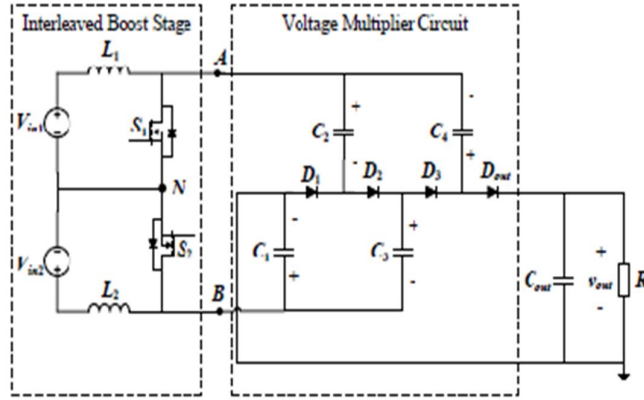 Interleaved Boost Stage
Voltage Multiplier Circuit
L1
A
Vin1
S1
C2
+
-
C4
-
+
N
D1
D2
D3
Dout
S2
C1
-
+
C3
+
-
Vin2
L2
B
Cout
+
vout
-
R